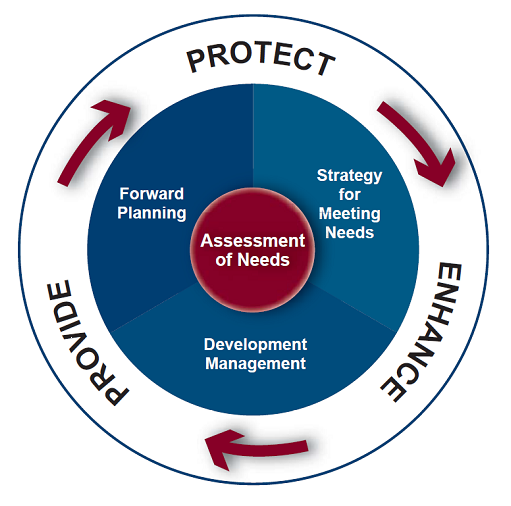 PROTECT
Strategy
for
Meeting
Needs
Forward
Planning
Assessment
of Needs
ENHANCE
PROVIDE
Development
Management